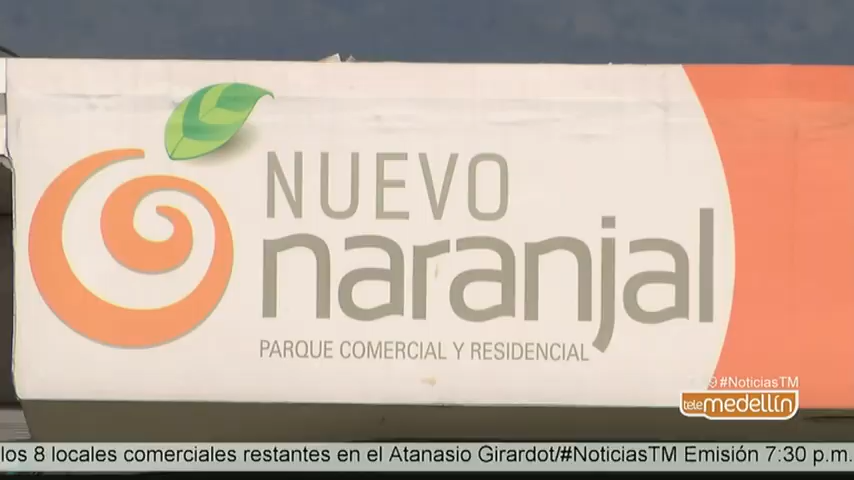 NUEVO
naranjal
PARQUE COMERCIAL Y RESIDENCIAL
#NoticiasTM
telemedellín
los 8 locales comerciales restantes en el Atanasio Girardot/#NoticiasTM Emisión 7:30 p.m.